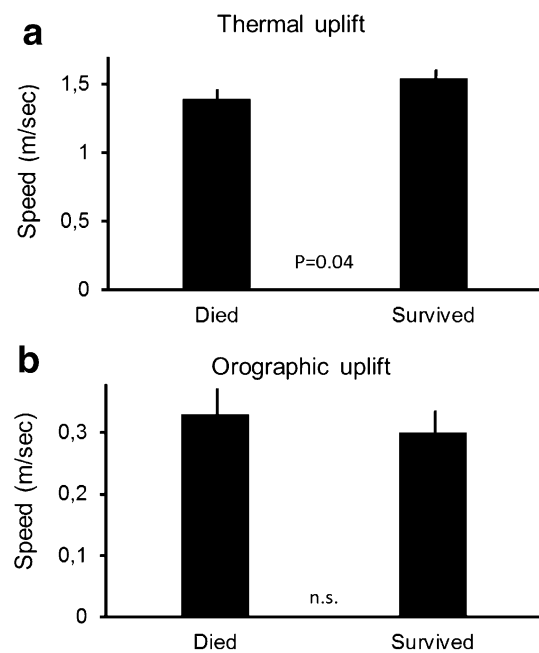 a
Thermal uplift
Speed (m/sec)
1,5
1
0,5
0
P=0.04
Died Survived
b
Orographic uplift
Speed (m/sec)
0,3
0,2
0,1
0
n.s.
Died Survived